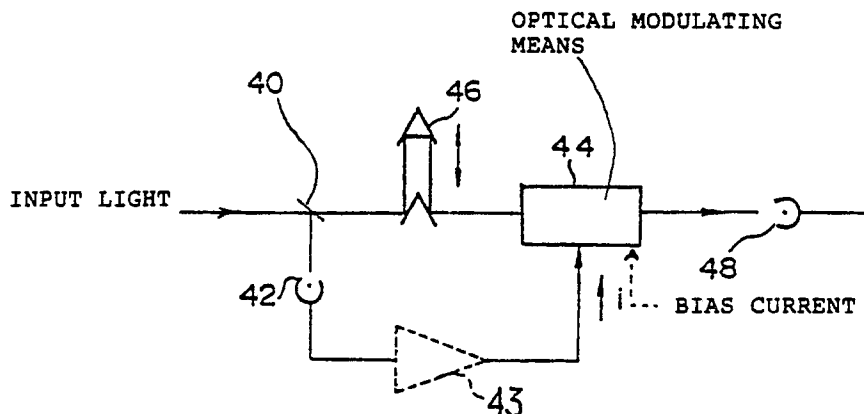 OPTICAL MODULATING
MEANS
40
46
44
INPUT LIGHT
42
48
i
BIAS CURRENT
43